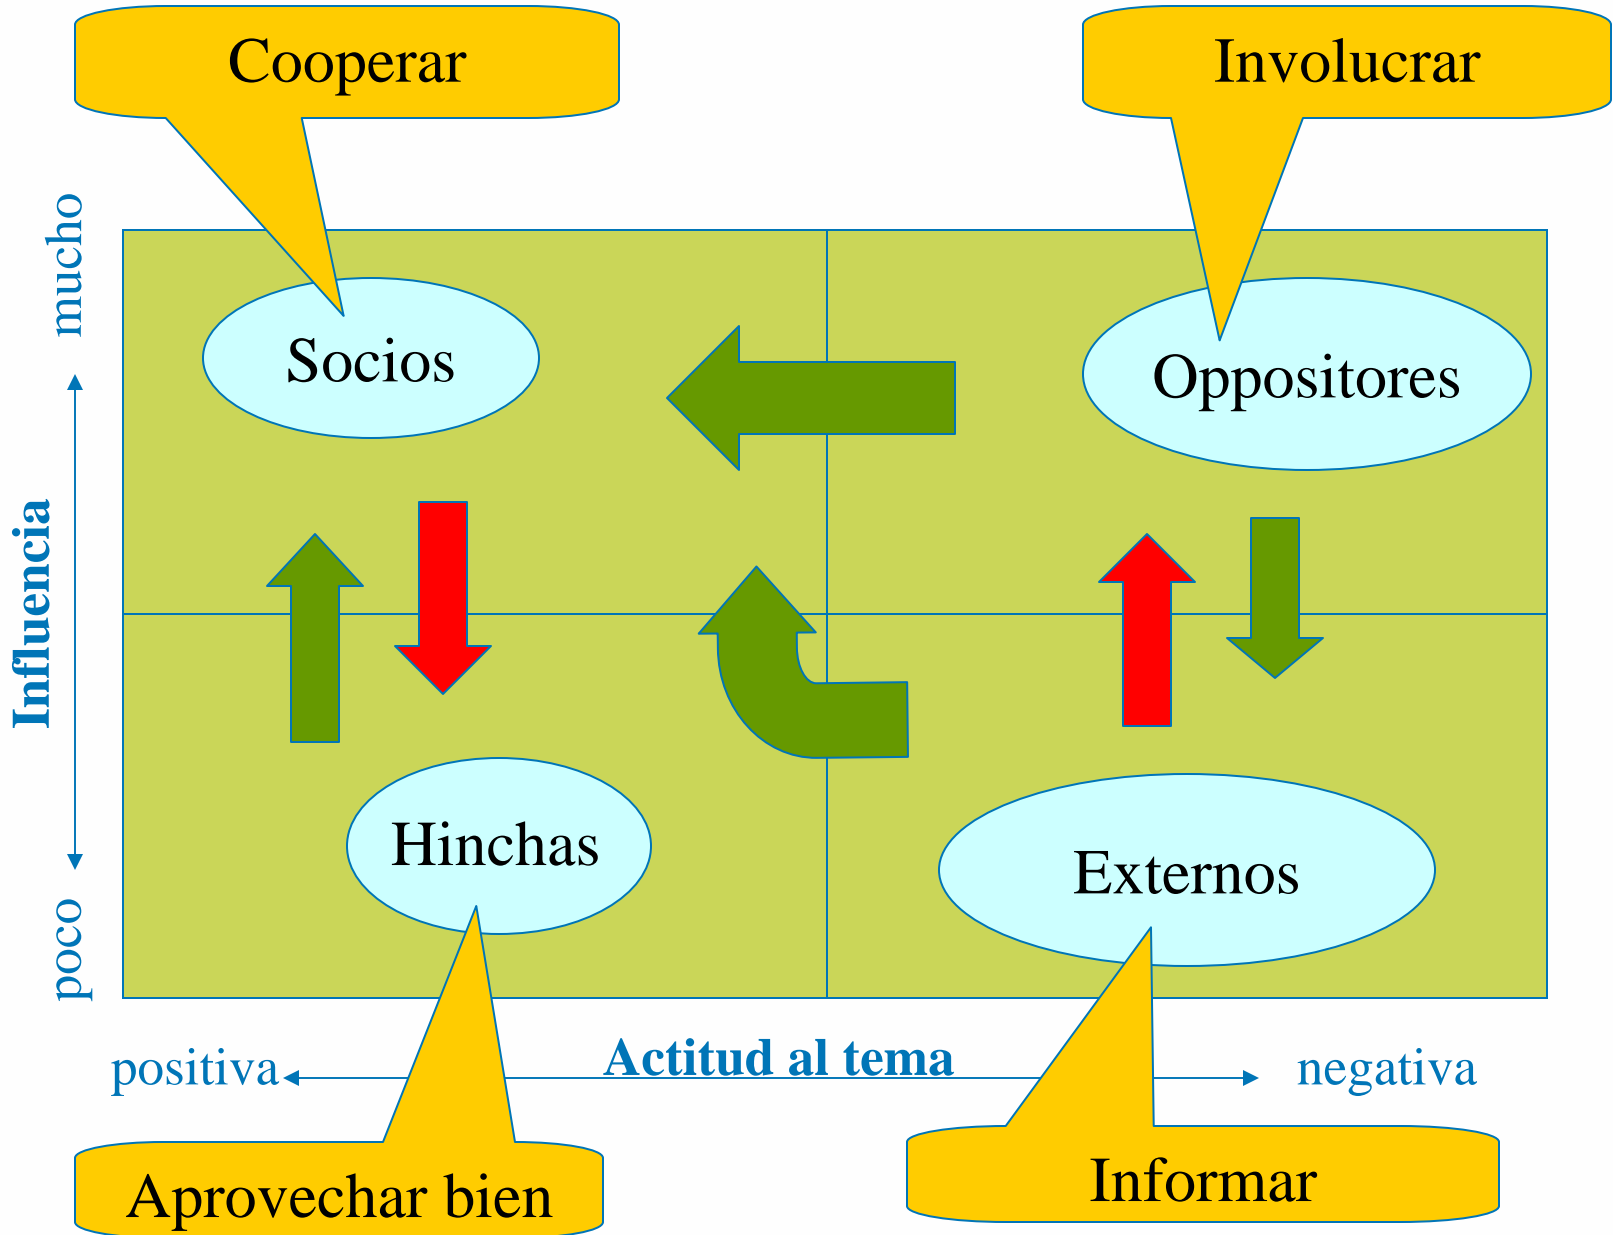 Cooperar
Involucrar
mucho
Socios
Oppositores
Influencia
Hinchas
Externos
poco
positiva
Actitud al tema
negativa
Aprovechar bien
Informar